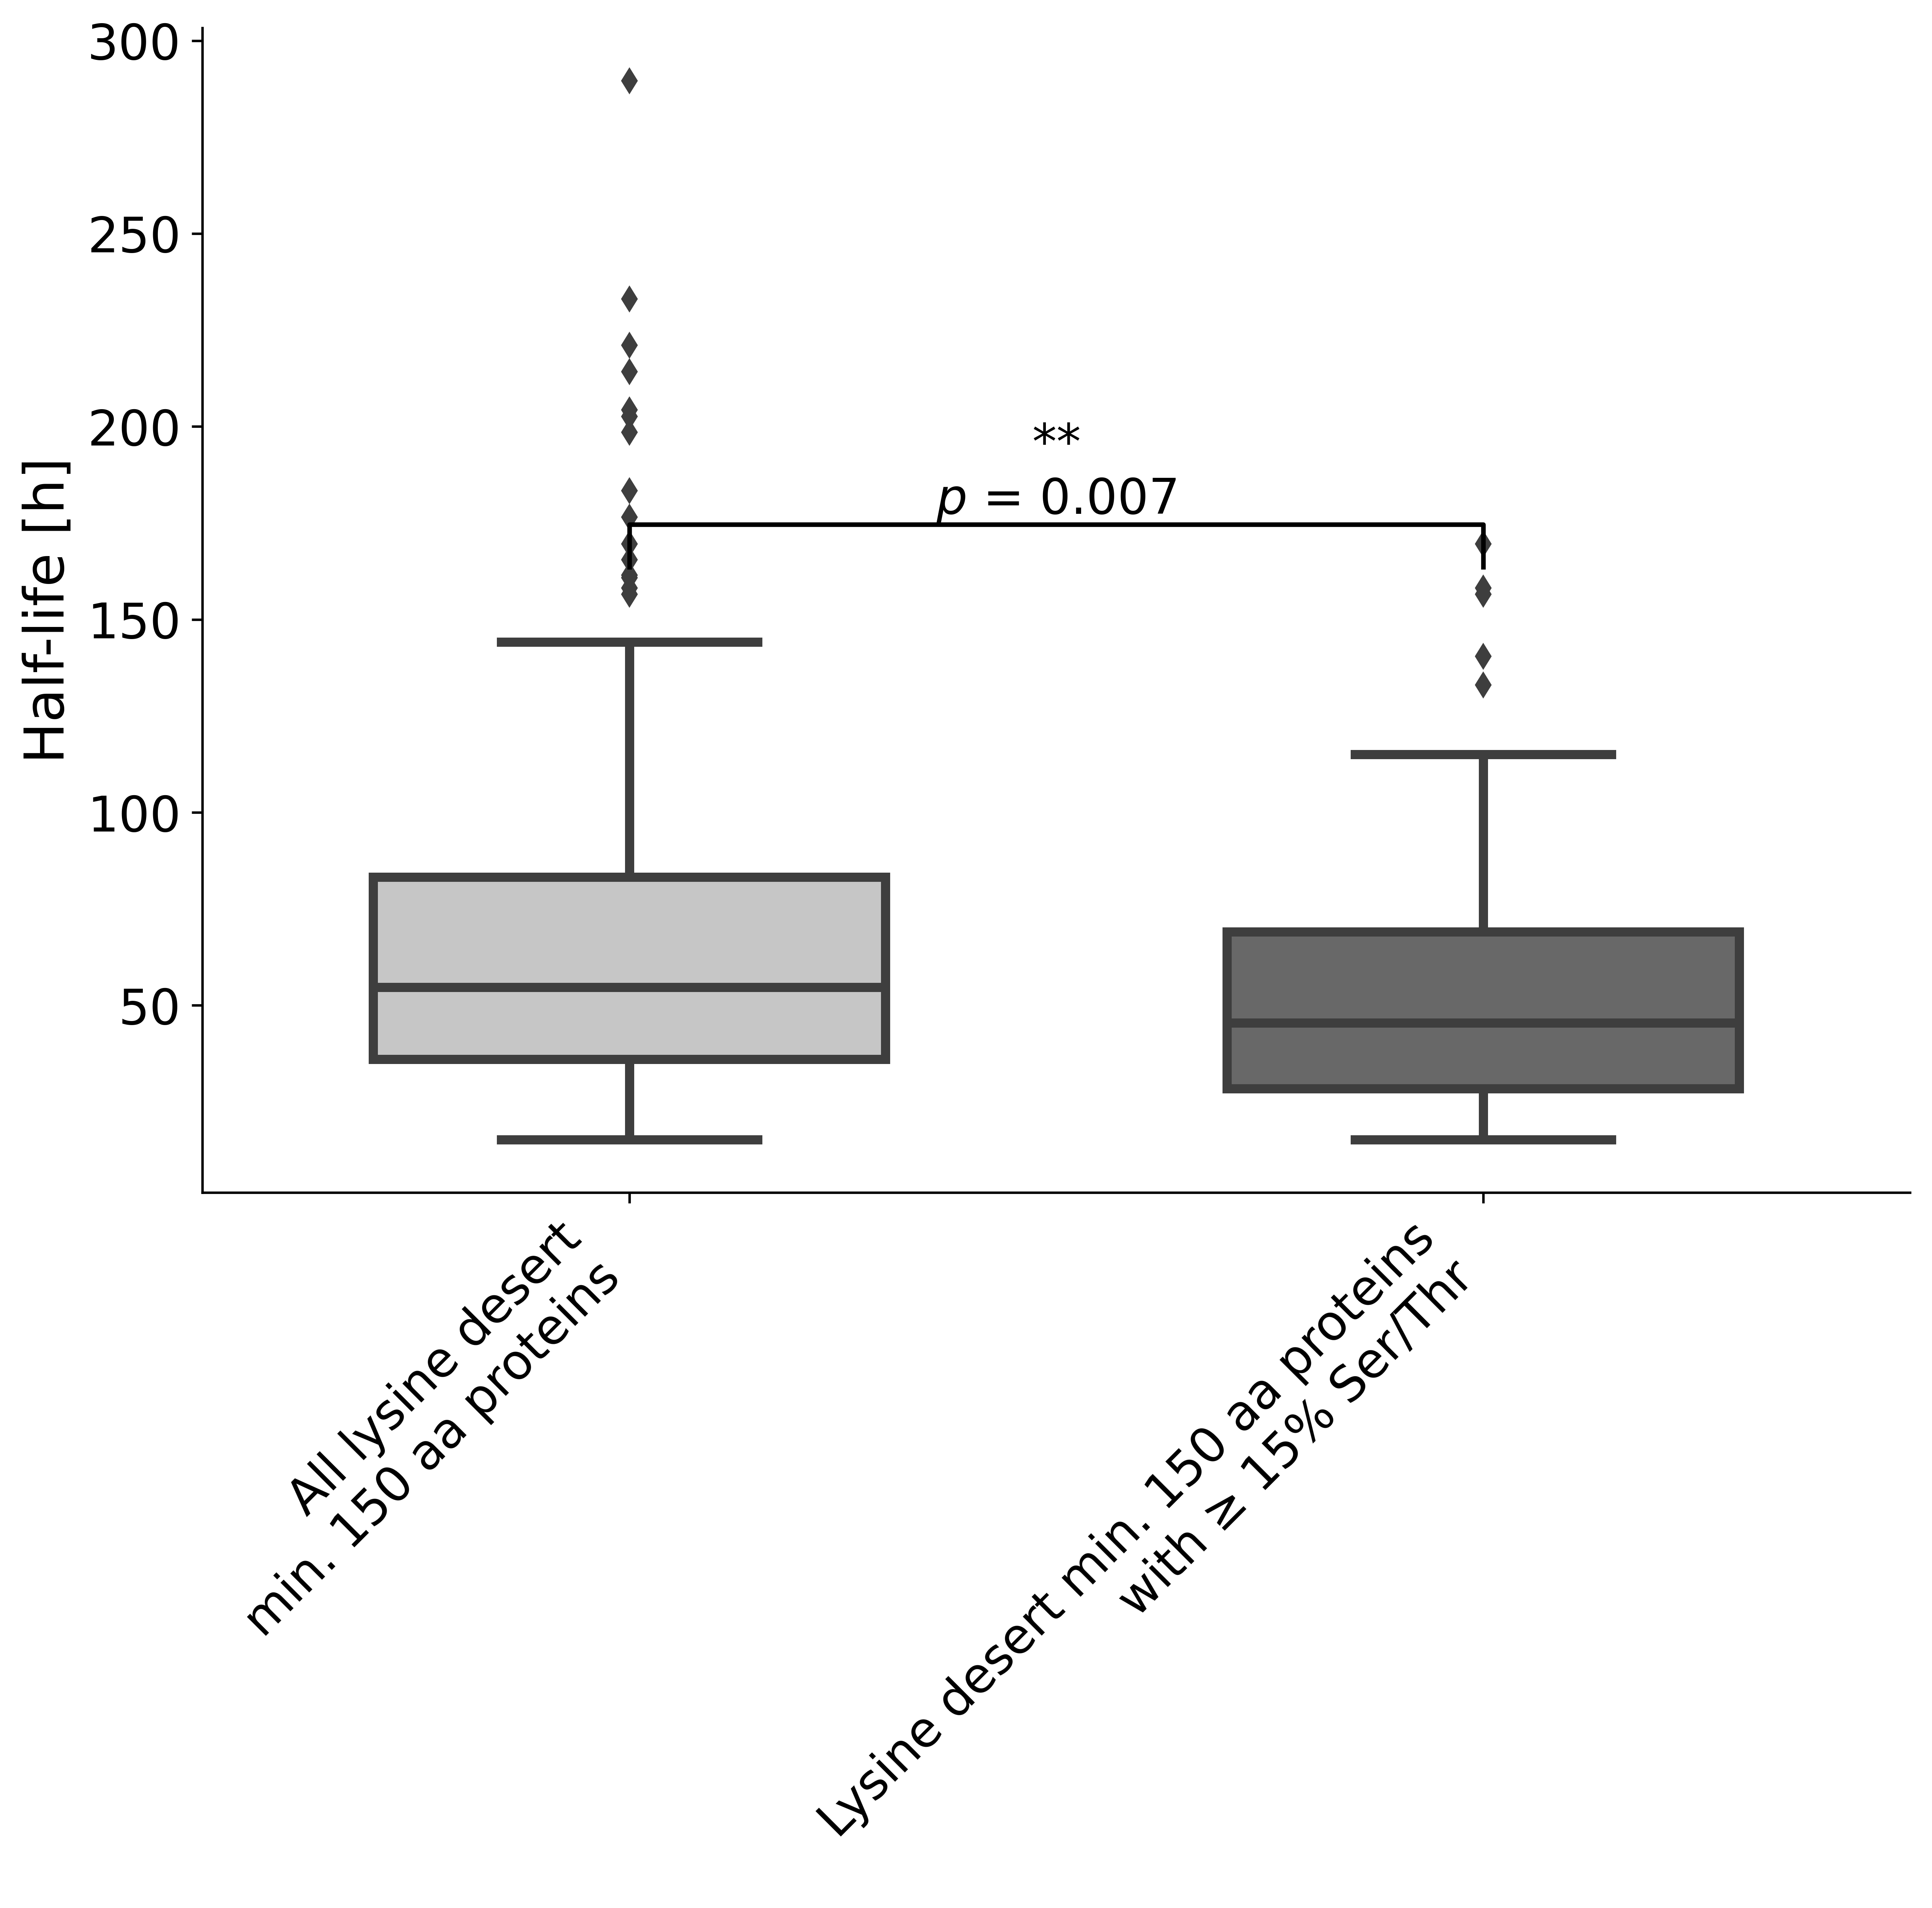 300
250
200
150
100
50
Half-life [h]
**
p = 0.007
All lysine desert
min. 150 aa proteins
Lysine desert min. 150 aa proteins
with ≥ 15% Ser/Thr